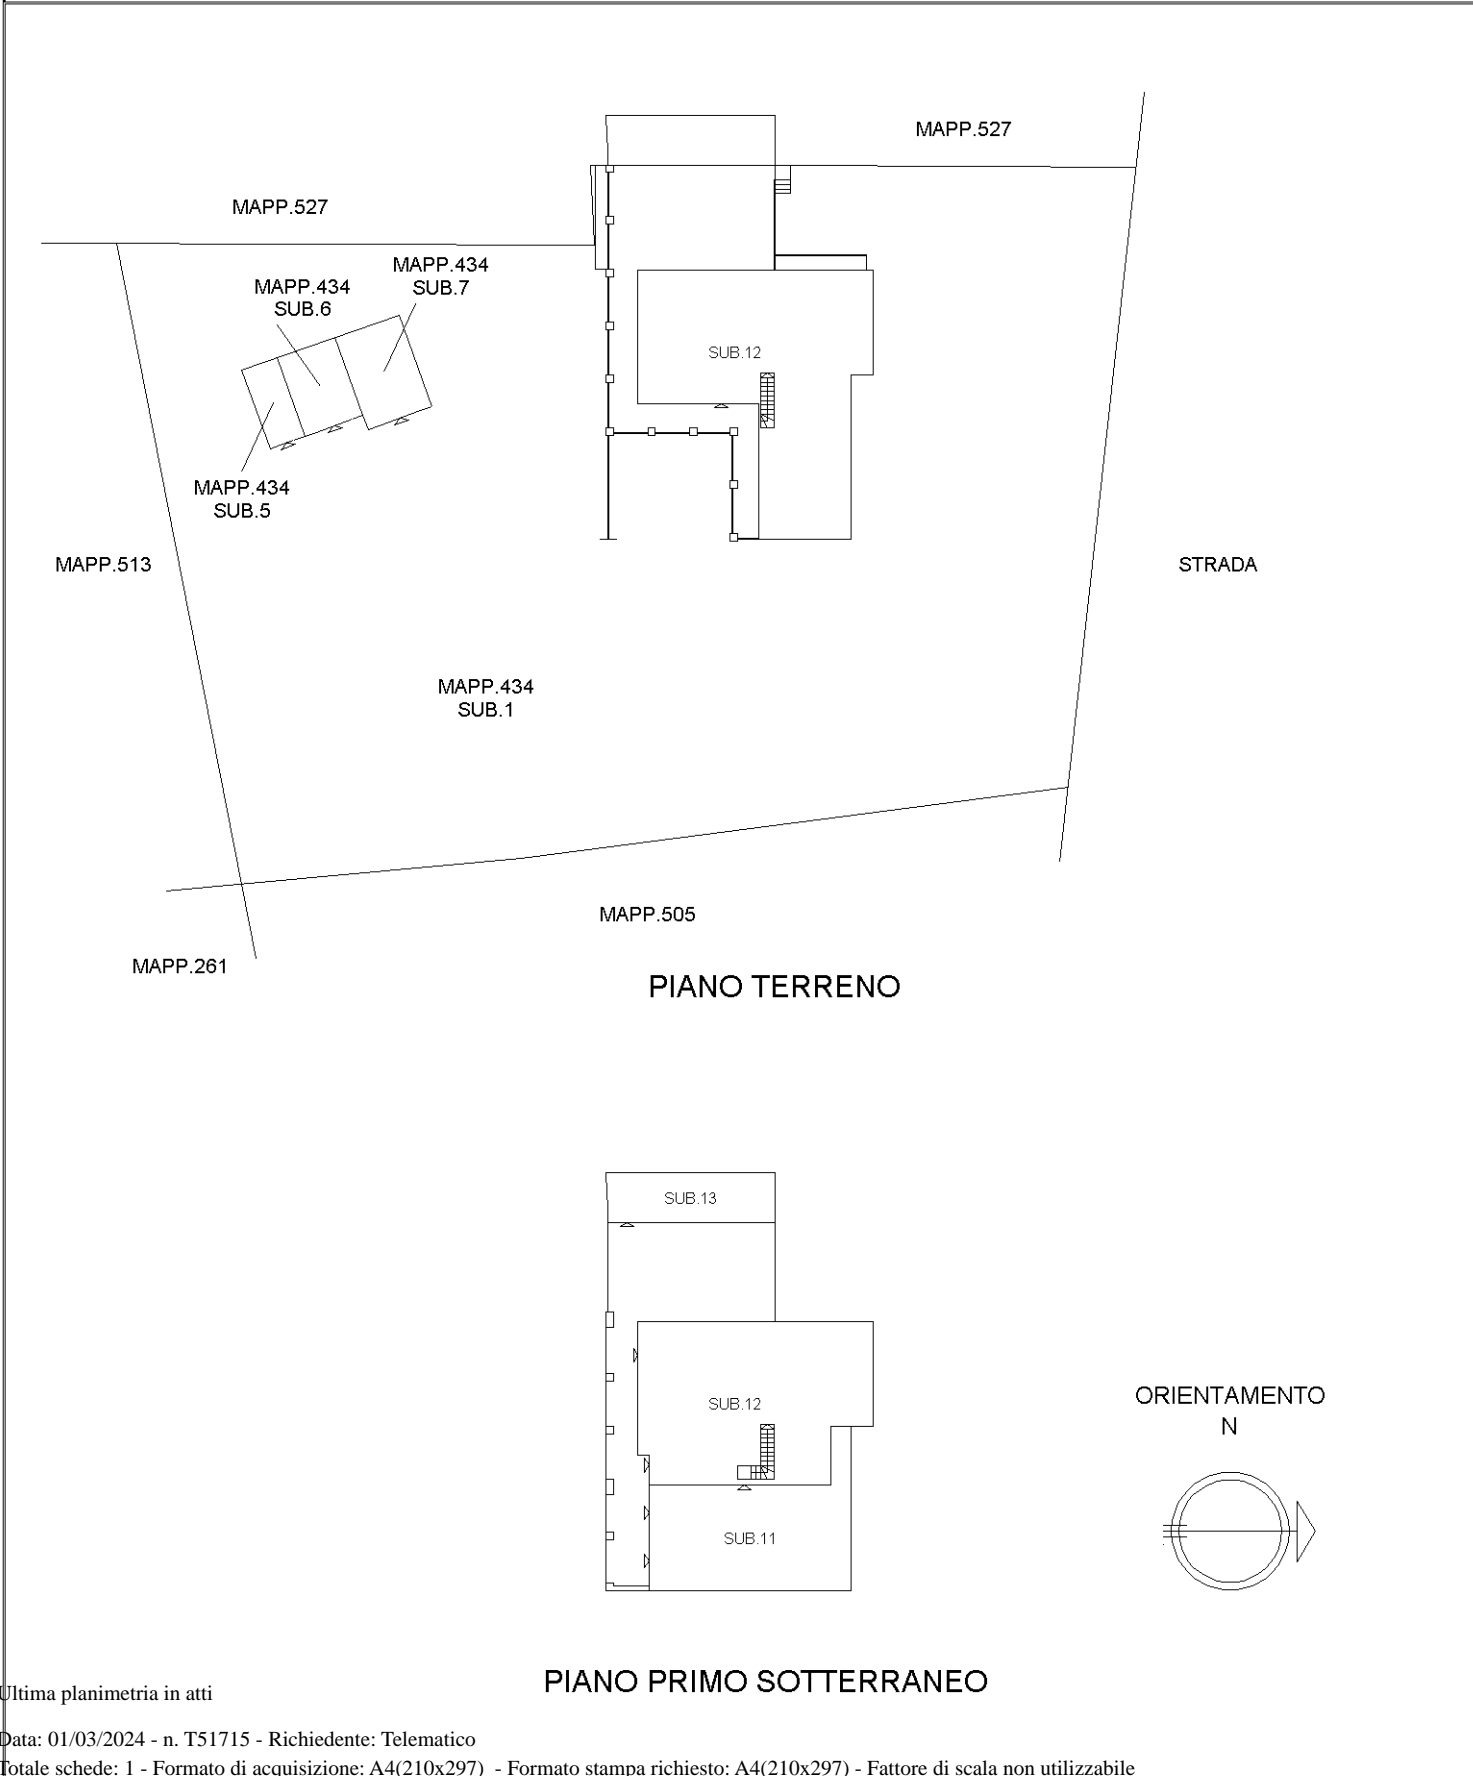 MAPP.527
MAPP.527
MAPP.434
SUB.7
MAPP.434
SUB.6
SUB.12
MAPP.434
SUB.5
MAPP.513
STRADA
MAPP.434
SUB.1
MAPP.505
MAPP.261
PIANO TERRENO
SUB.13
SUB.12
ORIENTAMENTO
N
SUB.11
PIANO PRIMO SOTTERRANEO
Ultima planimetria in atti
Data: 01/03/2024 - n. T51715 - Richiedente: Telematico
Totale schede: 1 - Formato di acquisizione: A4(210x297) - Formato stampa richiesto: A4(210x297) - Fattore di scala non utilizzabile